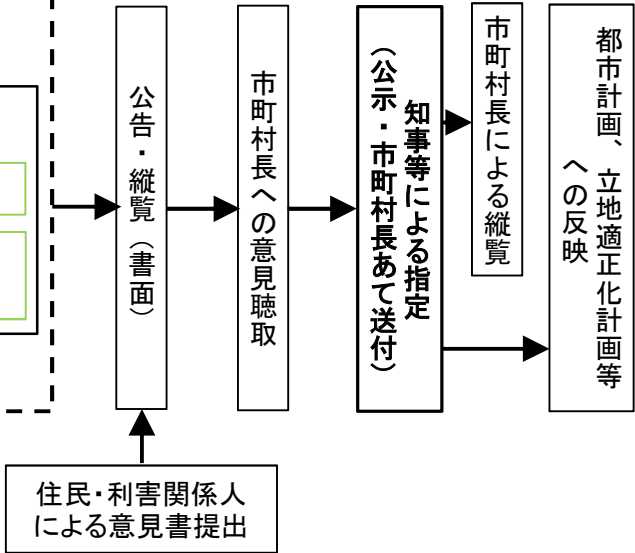 公告・縦覧（書面）
市町村長への意見聴取
知事等による指定
（公示・市町村長あて送付）
市町村長による縦覧
都市計画、立地適正化計画等
への反映
住民・利害関係人
による意見書提出